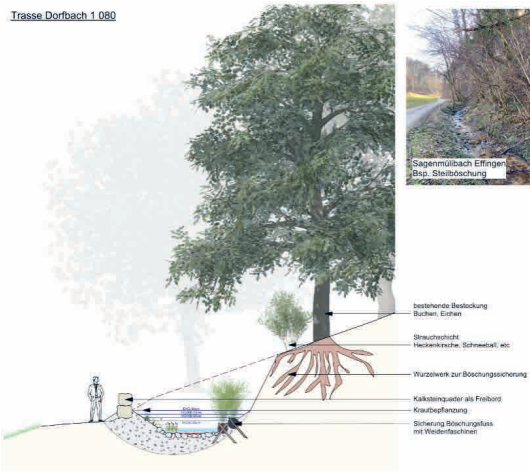 Trasse Dorfbach 1 080
Sagenmülibach Effingen
Bsp. Steilböschung
bestehende Bestockung
Buchen, Eichen
Strauchschicht
Heckenkirsche, Schneeball, etc
Wurzelwerk zur Böschungssicherung
Kalksteinquader als Freibord
Krautbepflanzung
Sicherung Böschungsfuss
mit Weidenfaschinen